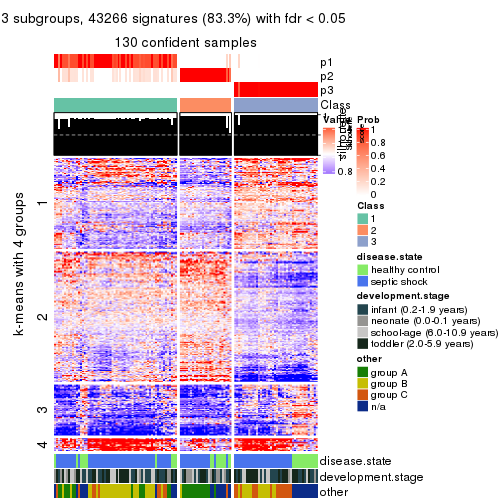 3 subgroups, 43266 signatures (83.3%) with fdr < 0.05
130 confident samples
p1
p2
p3
Class
k-means with 4 groups
1
2
3
4
silhouette
score
Value
0.8
Prob
1
0.8
0.6
0.4
0.2
0
Class
1
2
3
disease.state
healthy control
septic shock
development.stage
infant (0.2-1.9 years)
neonate (0.0-0.1 years)
school-age (6.0-10.9 years)
toddler (2.0-5.9 years)
other
group A
group B
group C
n/a
disease.state
development.stage
other